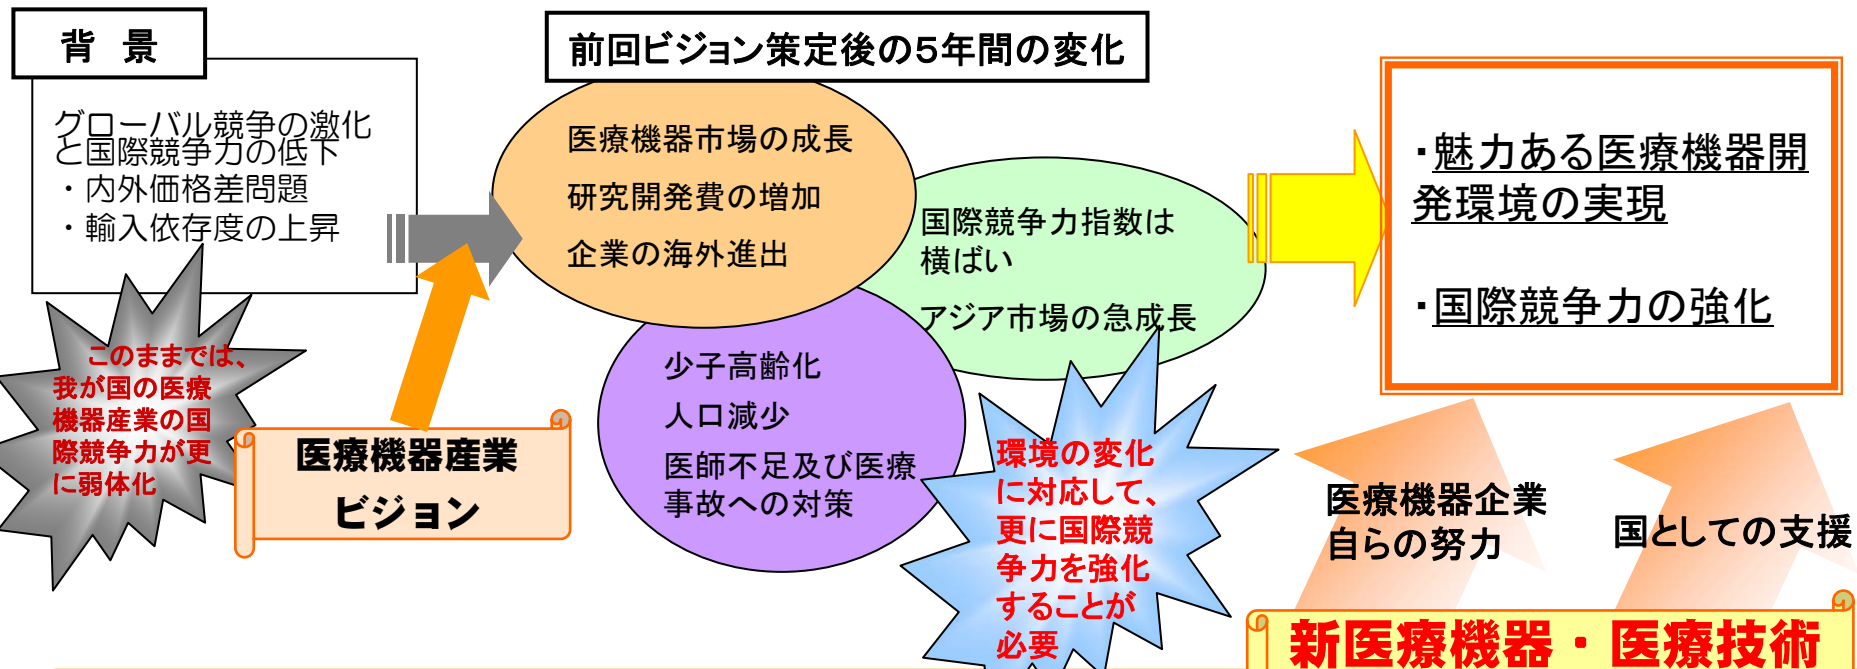 背 景
グローバル競争の激化
と国際競争力の低下
・内外価格差問題
・輸入依存度の上昇
このままでは、
我が国の医療
機器産業の国
際競争力が更
に弱体化
医療機器産業
ビジョン
前回ビジョン策定後の5年間の変化
医療機器市場の成長
研究開発費の増加
企業の海外進出
国際競争力指数は
横ばい
アジア市場の急成長
少子高齢化
人口減少
医師不足及び医療
事故への対策
環境の変化
に対応して、
更に国際競
争力を強化
することが
必要
・魅力ある医療機器開
発環境の実現
・国際競争力の強化
医療機器企業
自らの努力
国としての支援
新医療機器・医療技術